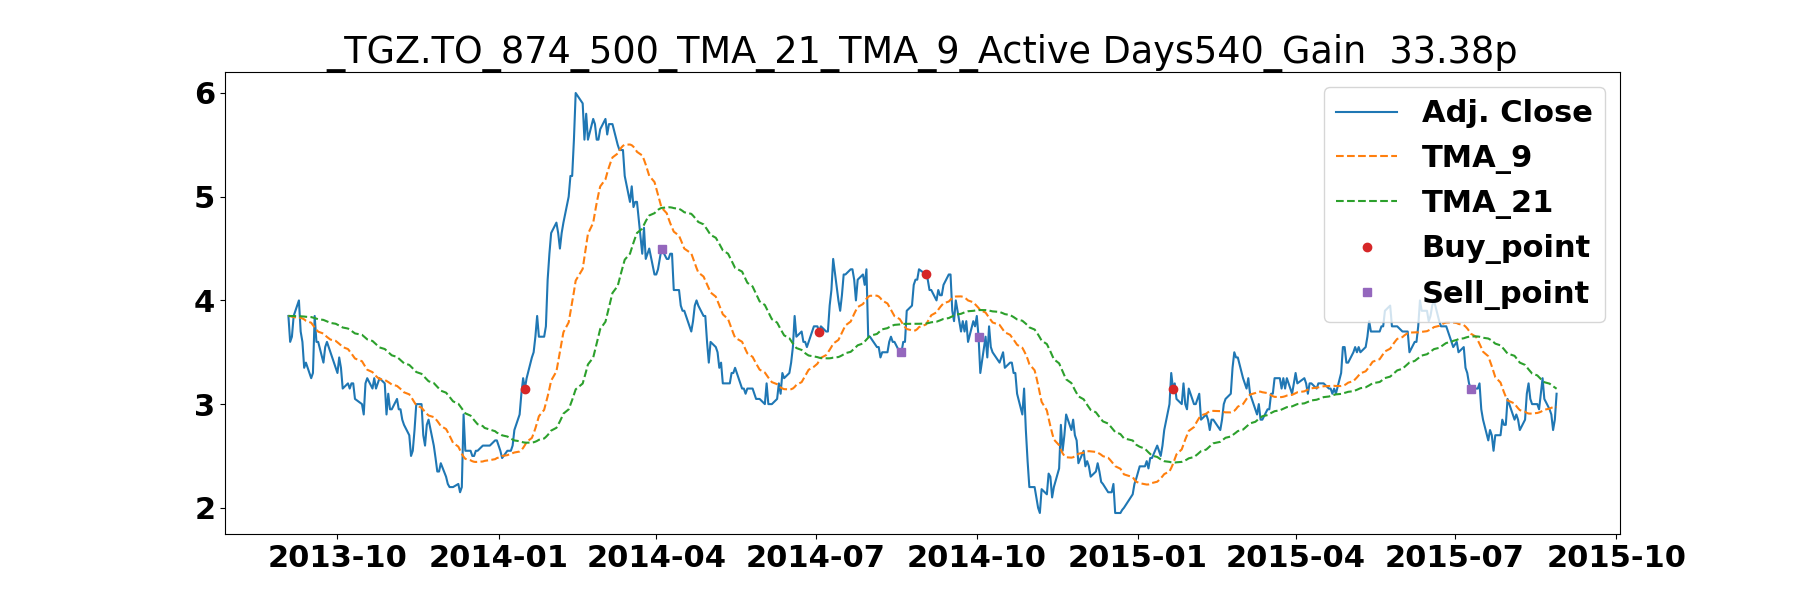 _TGZ.TO_874_500_TMA_21_TMA_9_Active Days540_Gain  33.38p
6
5
4
3
2
Adj. Close
TMA_9
TMA_21
Buy_point
Sell_point
2013-10 2014-01 2014-04 2014-07 2014-10 2015-01 2015-04 2015-07 2015-10